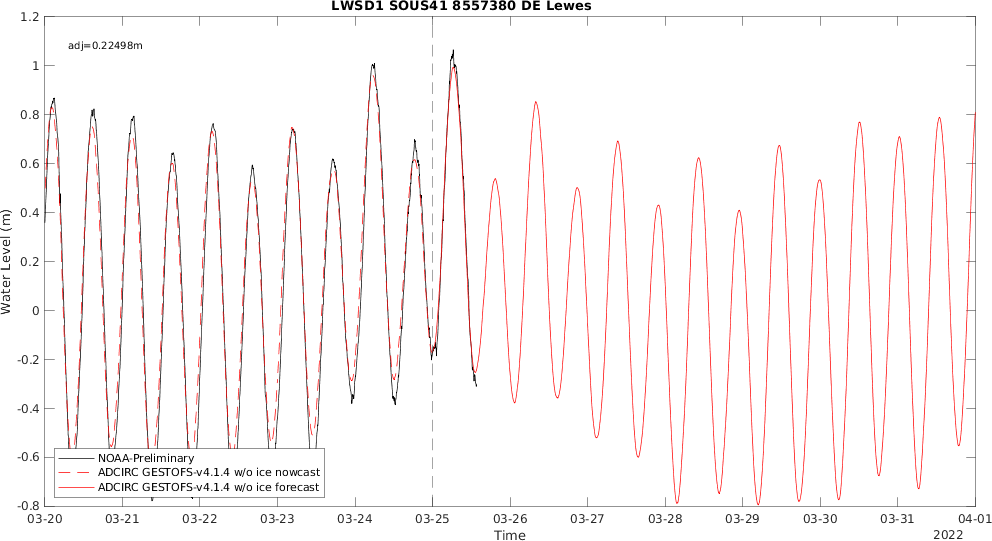 LWSD1 SOUS41 8557380 DE Lewes
adj=0.22498m
1.2
1
0.8
0.6
0.4
0.2
0
-0.2
-0.4
-0.6
-0.8
Water Level (m)
NOAA-Preliminary
ADCIRC GESTOFS-v4.1.4 w/o ice nowcast
ADCIRC GESTOFS-v4.1.4 w/o ice forecast
03-20 03-21 03-22 03-23 03-24 03-25 03-26 03-27 03-28 03-29 03-30 03-31 04-01
Time
2022